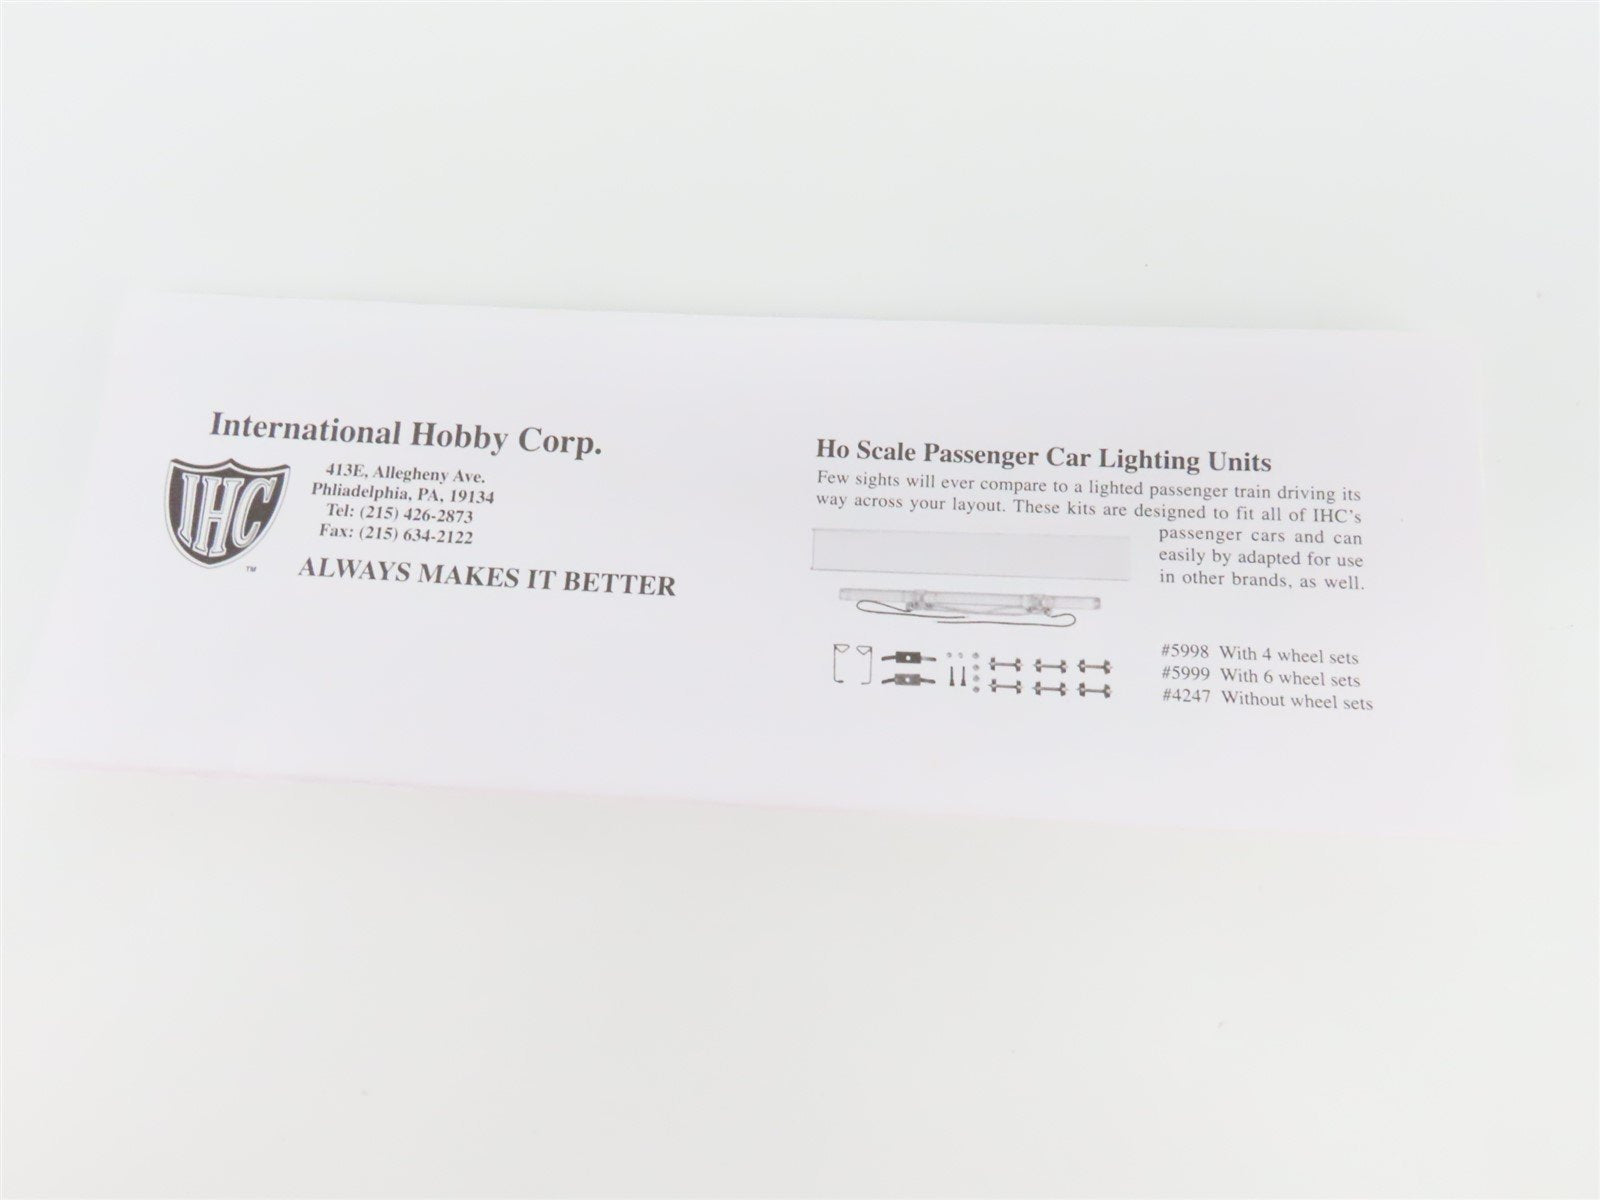 International Hobby Corp.
IHC
TM
413E, Allegheny Ave.
Phliadelphia, PA, 19134
Tel: (215) 426-2873
Fax: (215) 634-2122
ALWAYS MAKES IT BETTER
Ho Scale Passenger Car Lighting Units
Few sights will ever compare to a lighted passenger train driving its
way across your layout. These kits are designed to fit all of IHC's
passenger cars and can
easily by adapted for use
in other brands, as well.
#5998 With 4 wheel sets
#5999 With 6 wheel sets
#4247 Without wheel sets